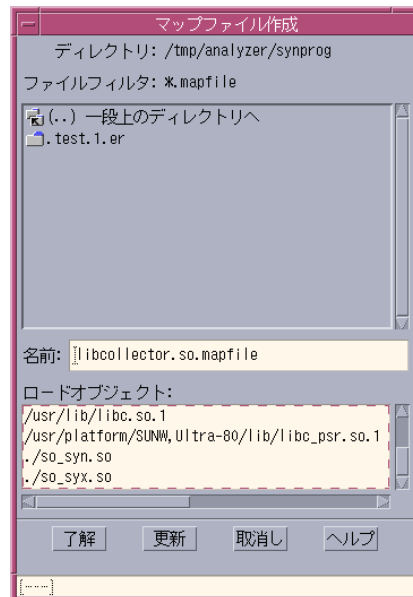 マップファイル作成
ディレクトリ: /tmp/analyzer/synprog
ファイルフィルタ: *.mapfile
(..) 一段上のディレクトリへ
.test.1.er
名前: libcollector.so.mapfile
ロードオブジェクト:
/usr/lib/libc.so.1
/usr/platform/SUNW,Ultra-80/lib/libc_psr.so.1
./so_syn.so
./so_syx.so
了解 更新 取消し ヘルプ
[----]